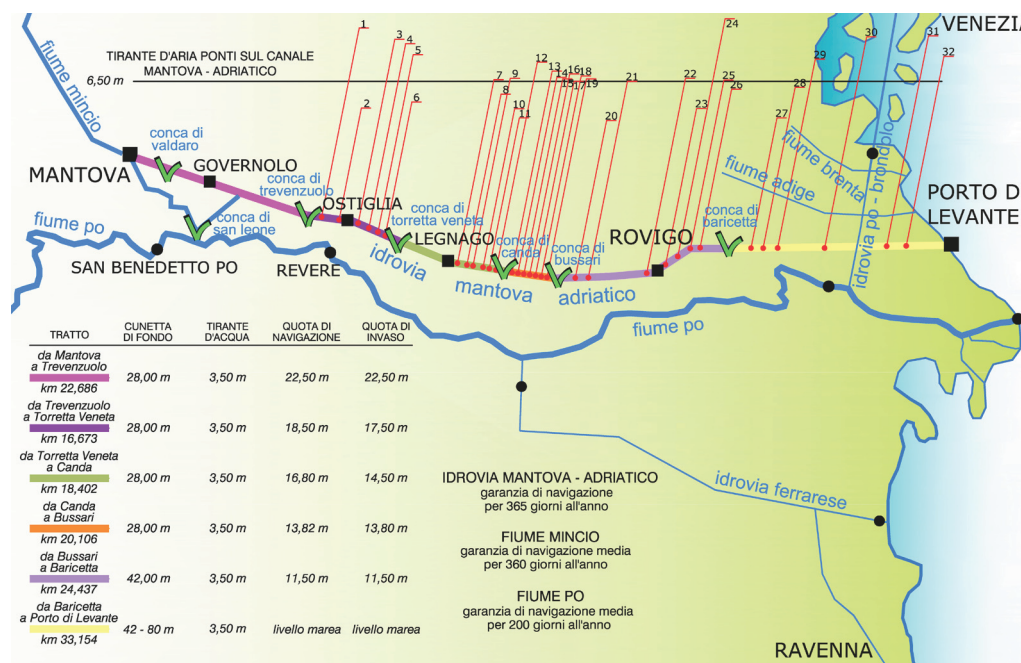 TIRANTE D'ARIA PONTI SUL CANALE
MANTOVA - ADRIATICO
6,50 m
1
2
3
4
5
6
7
8
9
10
11
12
13
14
15
16
17
18
19
20
21
22
23
24
25
26
27
28
29
30
31
32
VENEZIA
fiume mincio
conca di
valdaro
MANTOVA
GOVERNOLO
conca di
trevenzuolo
OSTIGLIA
conca di
san leone
conca di
torretta veneta
LEGNAGO
conca di
canda
conca di
bussari
ROVIGO
conca di
baricetta
fiume brenta
fiume adige
idrovia po - brondolo
PORTO D
LEVANTE
fiume po
SAN BENEDETTO PO
REVERE
idrovia
mantova
adriatico
fiume po
idrovia ferrarese
RAVENNA
TRATTO
CUNETTA
DI FONDO
TIRANTE
D'ACQUA
QUOTA DI
NAVIGAZIONE
QUOTA DI
INVASO
da Mantova
a Trevenzuolo
km 22,686
28,00 m
3,50 m
22,50 m
22,50 m
da Trevenzuolo
a Torretta Veneta
km 16,673
28,00 m
3,50 m
18,50 m
17,50 m
da Torretta Veneta
a Canda
km 18,402
28,00 m
3,50 m
16,80 m
14,50 m
da Canda
a Bussari
km 20,106
28,00 m
3,50 m
13,82 m
13,80 m
da Bussari
a Baricetta
km 24,437
42,00 m
3,50 m
11,50 m
11,50 m
da Baricetta
a Porto di Levante
km 33,154
42 - 80 m
3,50 m
livello marea
livello marea
IDROVIA MANTOVA - ADRIATICO
garanzia di navigazione
per 365 giorni all'anno
FIUME MINCIO
garanzia di navigazione media
per 360 giorni all'anno
FIUME PO
garanzia di navigazione media
per 200 giorni all'anno